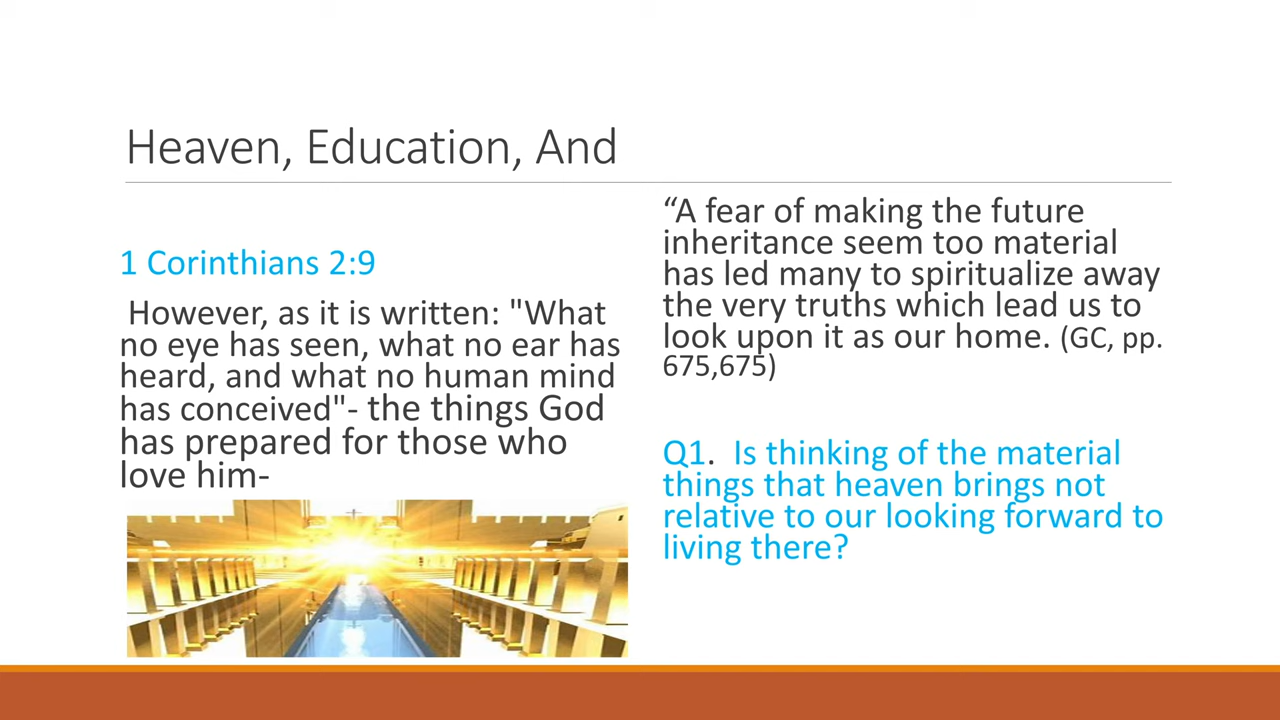 Heaven, Education, And
1 Corinthians 2:9
However, as it is written: "What
no eye has seen, what no ear has
heard, and what no human mind
has conceived"- the things God
has prepared for those who
love him-
“A fear of making the future
inheritance seem too material
has led many to spiritualize away
the very truths which lead us to
look upon it as our home. (GC, pp.
675,675)
Q1.  Is thinking of the material
things that heaven brings not
relative to our looking forward to
living there?